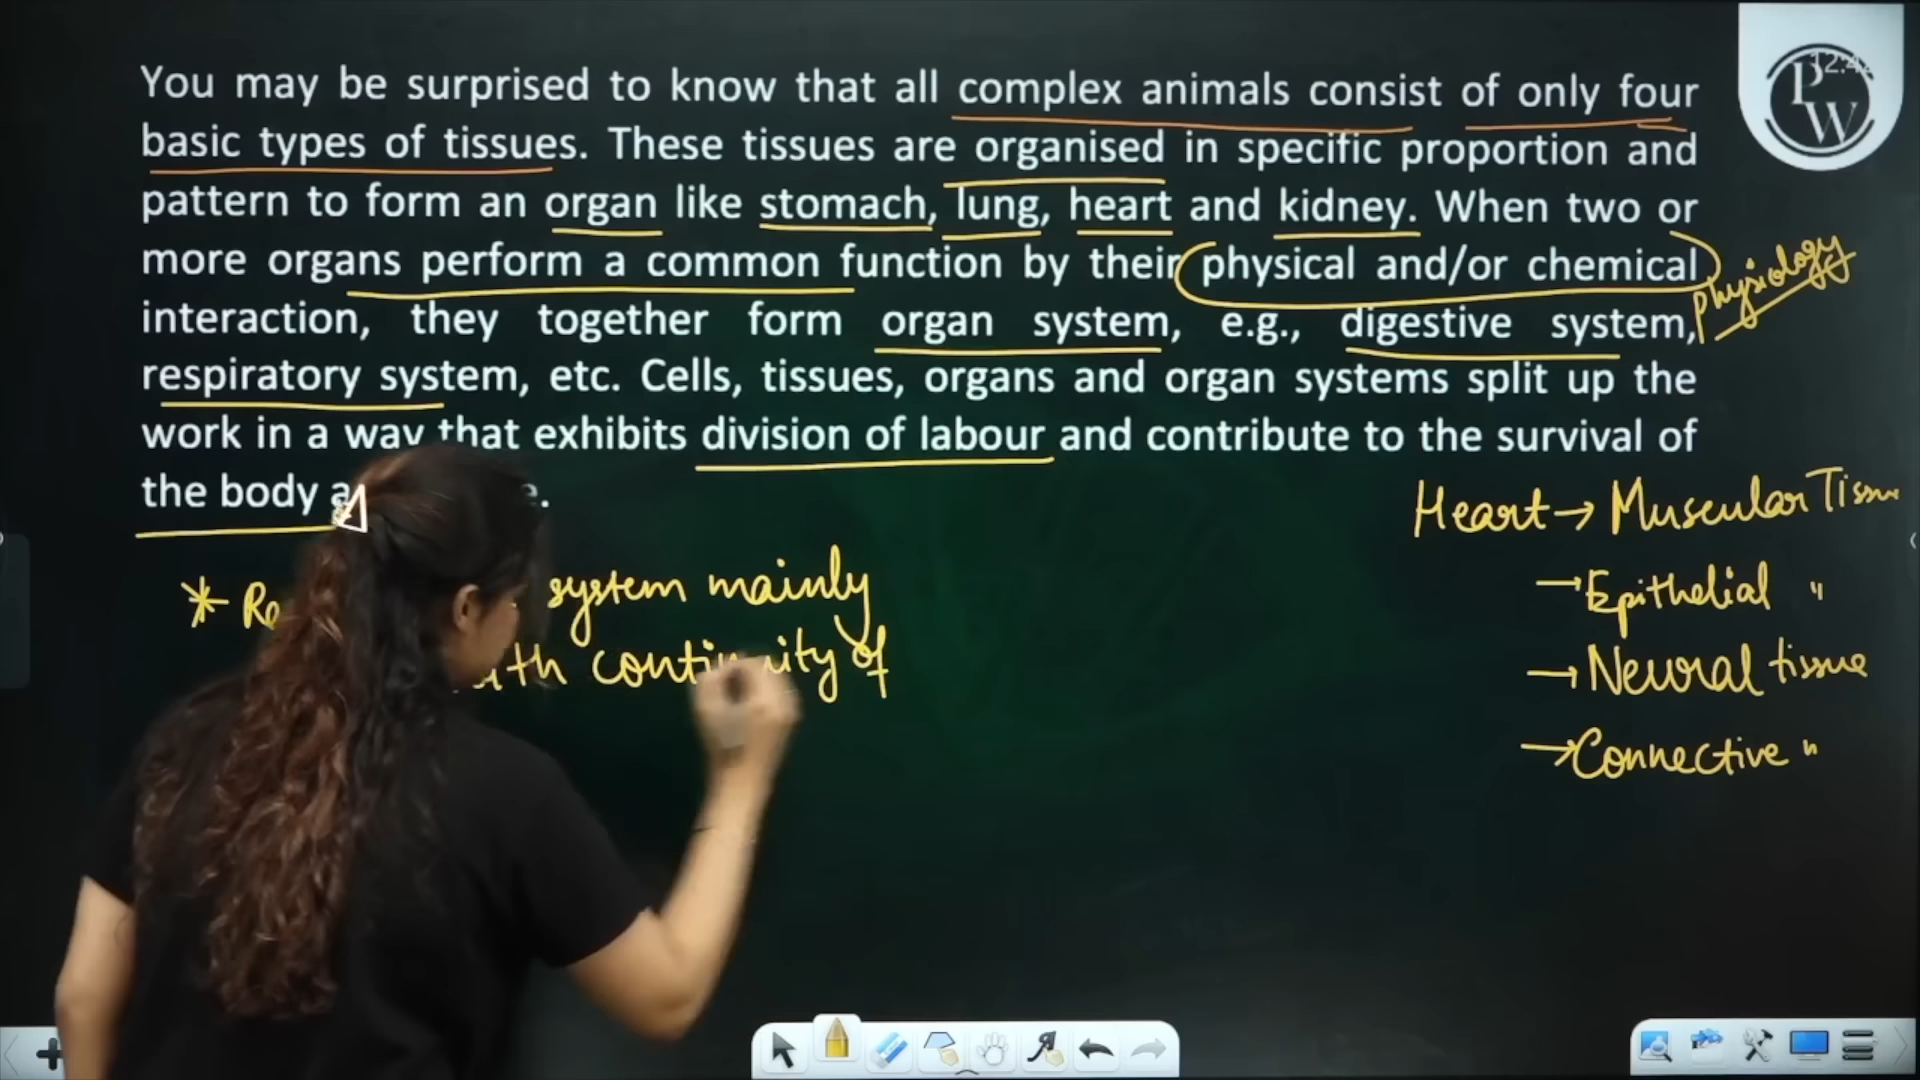 You may be surprised to know that all complex animals consist of only four
basic types of tissues. These tissues are organised in specific proportion and
pattern to form an organ like stomach, lung, heart and kidney. When two or
more organs perform a common function by their physical and/or chemical
Physiology
interaction, they together form organ system, e.g., digestive system,
respiratory system, etc. Cells, tissues, organs and organ systems split up the
work in a way that exhibits division of labour and contribute to the survival of
the body
Heart → Muscular Tissue
→ Epithelial "
→ Neural tissue
→ Connective "
* system mainly
continuity of
PW